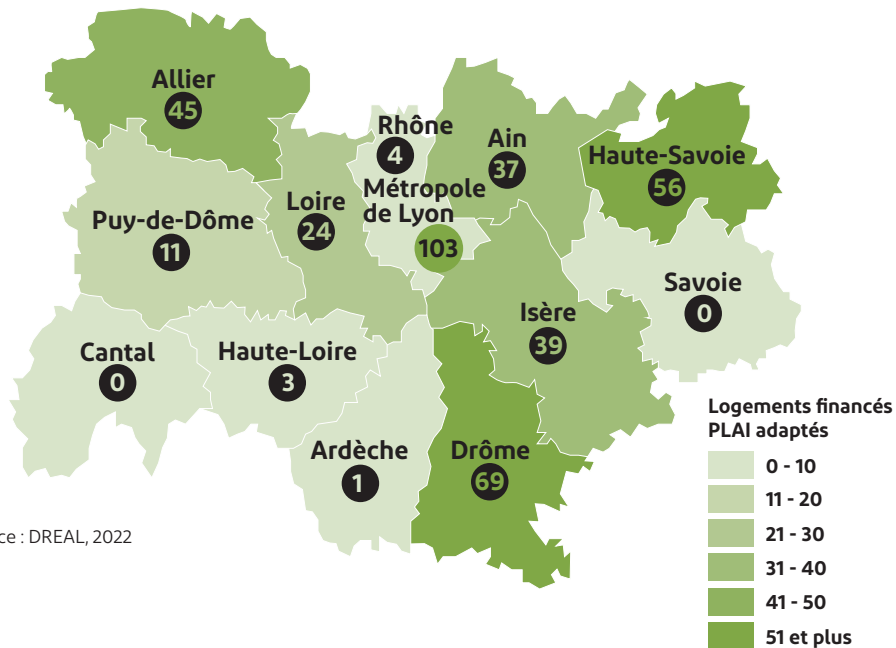 Allier
45
Rhône
4
Ain
37
Haute-Savoie
56
Métropole
de Lyon
103
Loire
24
Puy-de-Dôme
11
Savoie
0
Isère
39
Cantal
0
Haute-Loire
3
Ardèche
1
Drôme
69
Logements financés
PLAI adaptés
0 - 10
11 - 20
21 - 30
31 - 40
41 - 50
51 et plus
ce : DREAL, 2022